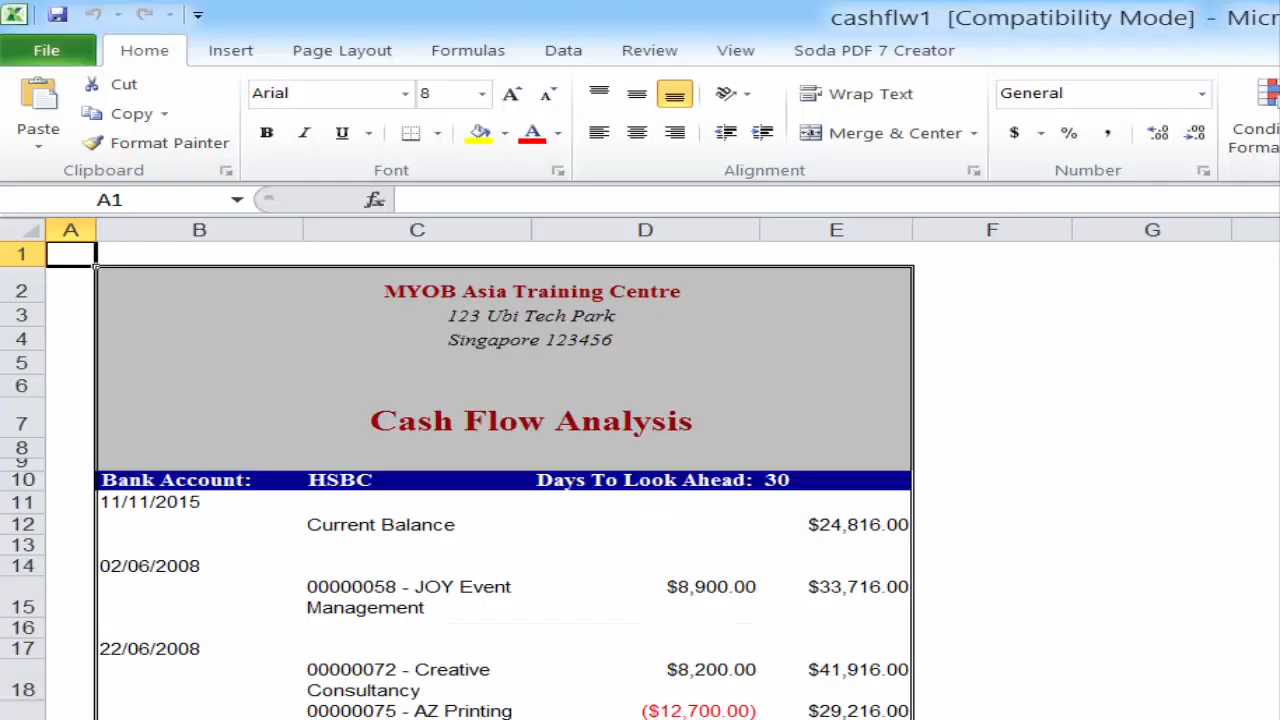 cashflw1 [Compatibility Mode] - Micr
File Home Insert Page Layout Formulas Data Review View Soda PDF 7 Creator
Paste
Cut
Copy
Format Painter
Clipboard
Arial 8
A A
B I U A
Font
Wrap Text
Merge & Center
Alignment
General
$ % , .0 .00 .00 .0
Number
Condi
Forma
A1 fx
A B C D E F G
1
2 MYOB Asia Training Centre
3 123 Ubi Tech Park
4 Singapore 123456
5
6
7 Cash Flow Analysis
8
9
10 Bank Account: HSBC Days To Look Ahead: 30
11 11/11/2015
12 Current Balance $24,816.00
13
14 02/06/2008
00000058 - JOY Event $8,900.00 $33,716.00
15 Management
16
17 22/06/2008
00000072 - Creative $8,200.00 $41,916.00
18 Consultancy
00000075 - AZ Printing ($12,700.00) $29,216.00